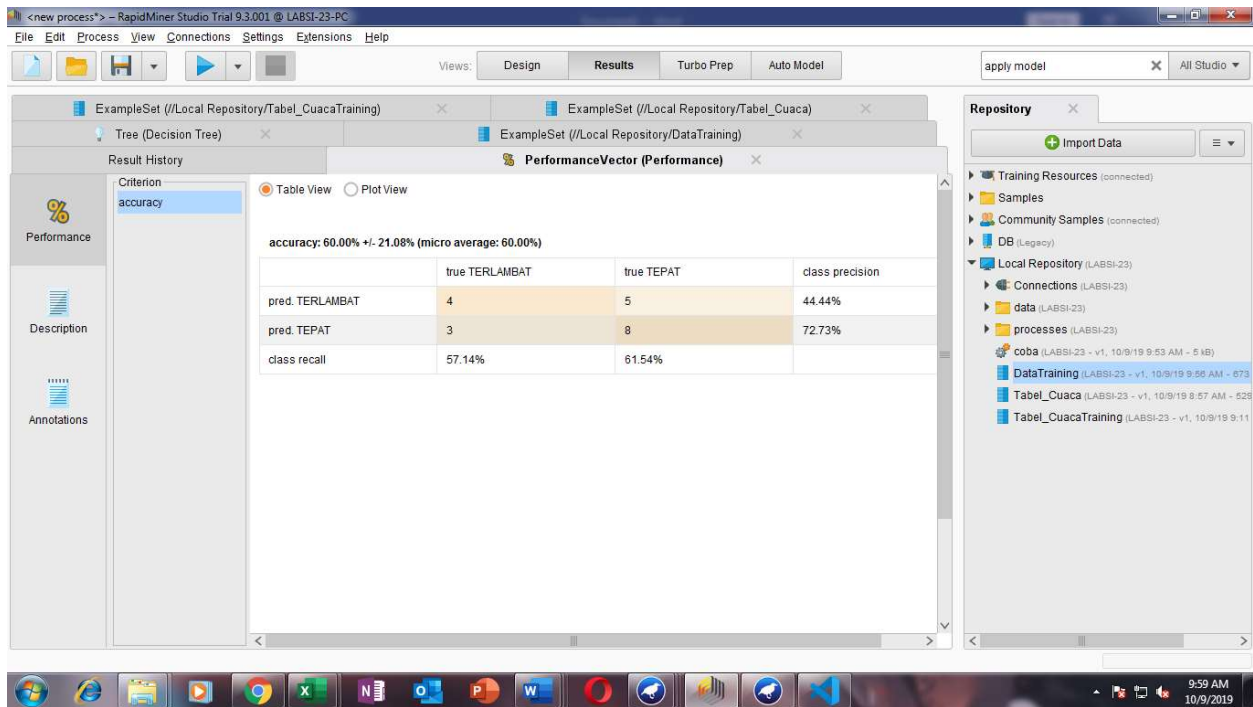 <new process*> – RapidMiner Studio Trial 9.3.001 @ LABSI-23-PC
File Edit Process View Connections Settings Extensions Help
Views: Design Results Turbo Prep Auto Model apply model All Studio
ExampleSet (//Local Repository/Tabel_CuacaTraining) ExampleSet (//Local Repository/Tabel_Cuaca)
Tree (Decision Tree) ExampleSet (//Local Repository/DataTraining)
Result History PerformanceVector (Performance)
Performance
Description
Annotations
Criterion
accuracy
Table View Plot View
accuracy: 60.00% +/- 21.08% (micro average: 60.00%)
true TERLAMBAT true TEPAT class precision
pred. TERLAMBAT 4 5 44.44%
pred. TEPAT 3 8 72.73%
class recall 57.14% 61.54%
Repository
Import Data
Training Resources (connected)
Samples
Community Samples (connected)
DB (Legacy)
Local Repository (LABSI-23)
Connections (LABSI-23)
data (LABSI-23)
processes (LABSI-23)
coba (LABSI-23 - v1, 10/9/19 9:53 AM - 5 kB)
DataTraining (LABSI-23 - v1, 10/9/19 9:56 AM - 673
Tabel_Cuaca (LABSI-23 - v1, 10/9/19 8:57 AM - 529
Tabel_CuacaTraining (LABSI-23 - v1, 10/9/19 9:11
9:59 AM
10/9/2019